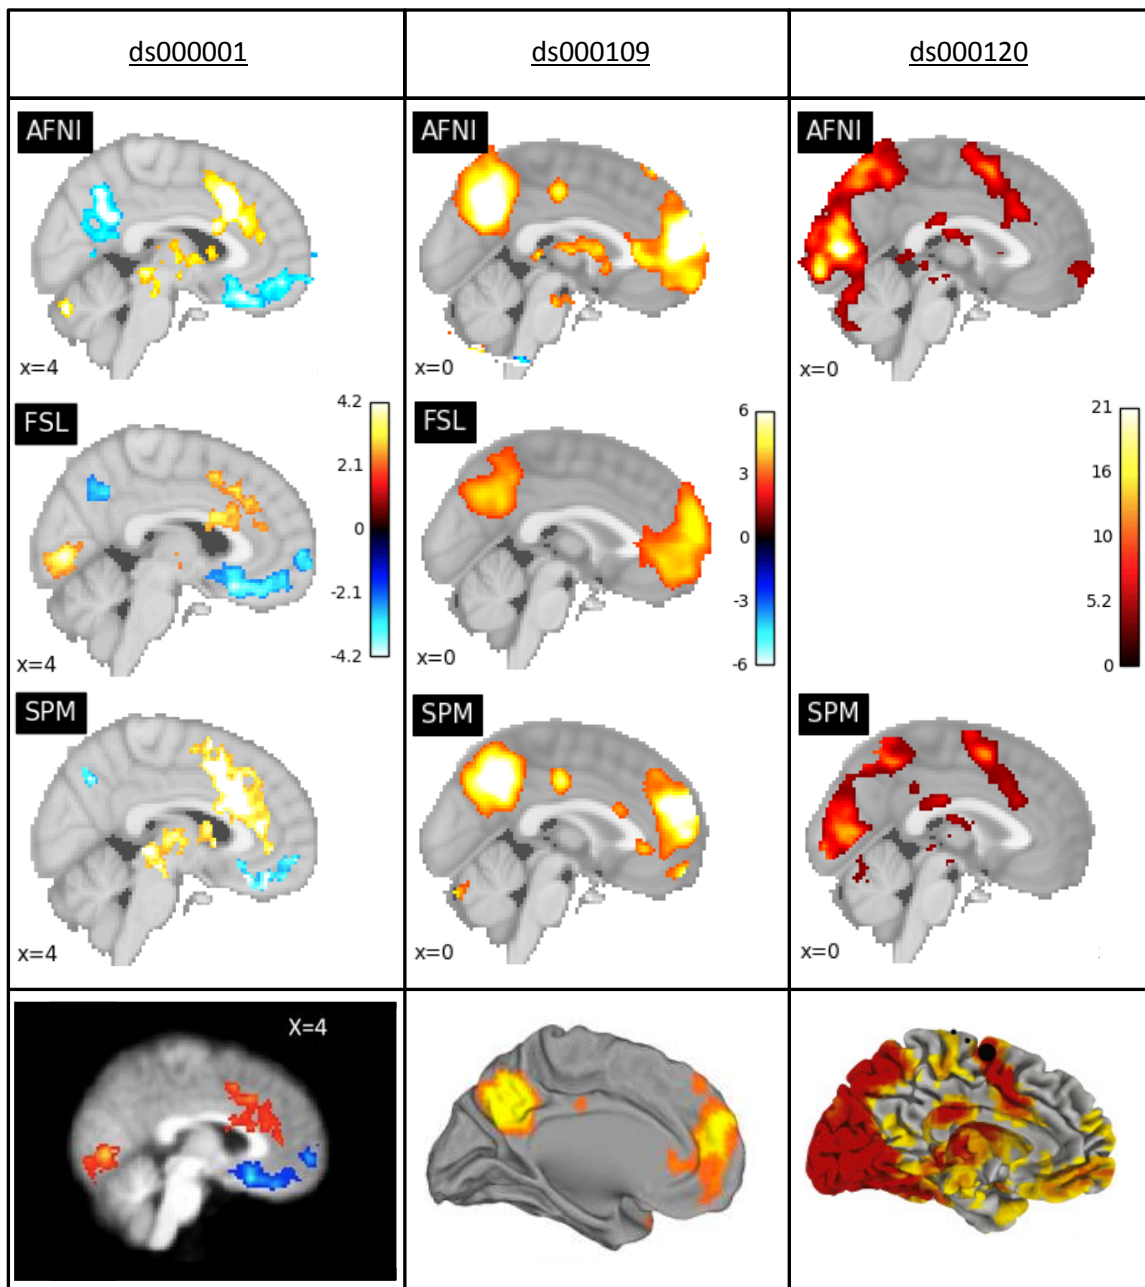 ds000001
ds000109
ds000120
AFNI
AFNI
AFNI
x=4
x=0
x=0
FSL
4.2
2.1
0
-2.1
-4.2
x=4
FSL
6
3
0
-3
-6
x=0
21
16
10
5.2
0
SPM
SPM
SPM
x=4
x=0
x=0
X=4